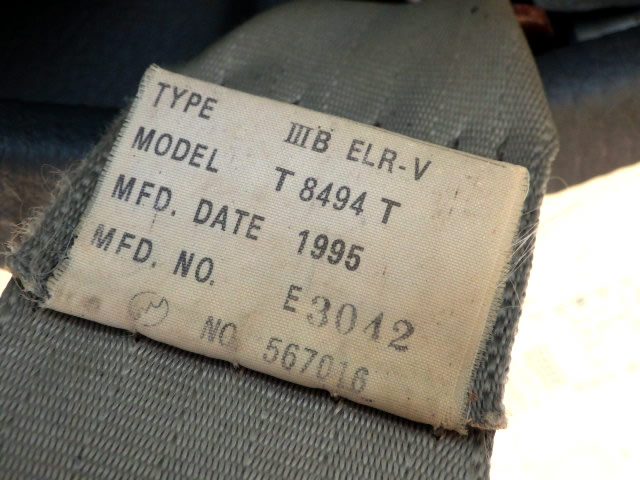 TYPE IIIB ELR-V
MODEL T 8494 T
MFD. DATE 1995
MFD. NO. E3042
NO 567016